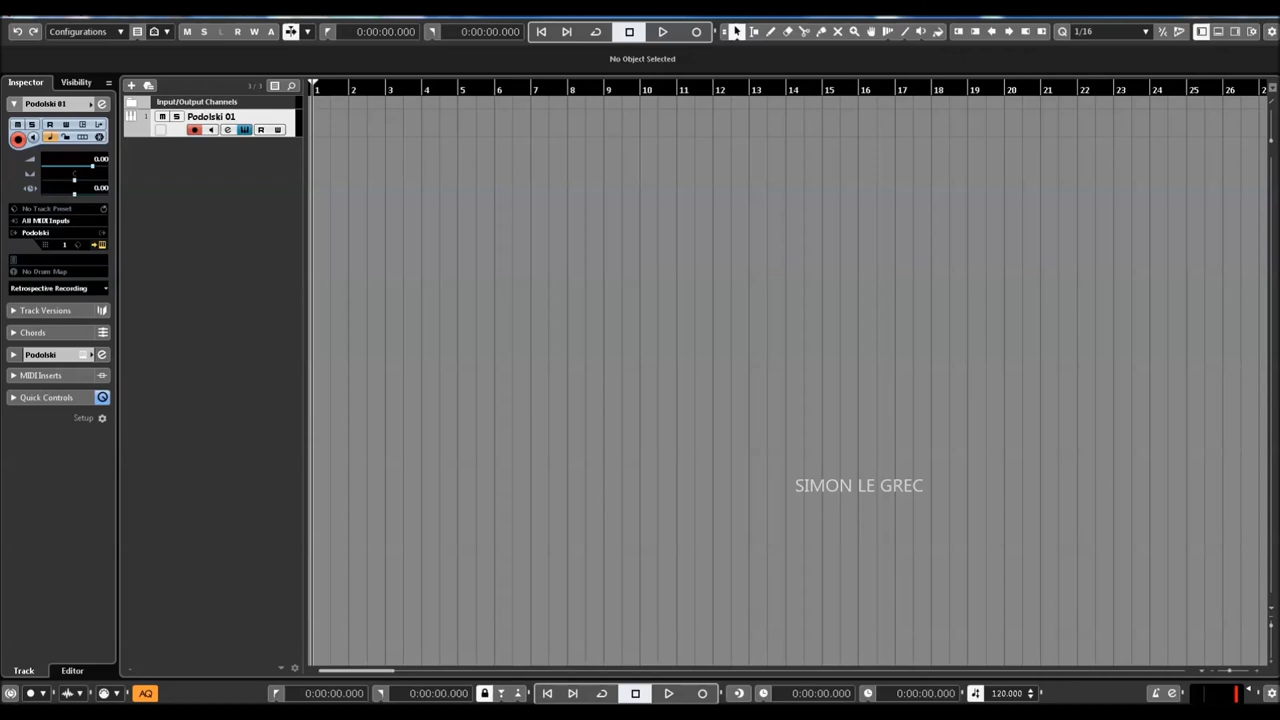 Configurations M S L R W A 0:00:00.000 0:00:00.000 1/16
No Object Selected
Inspector Visibility 3 / 3 1 2 3 4 5 6 7 8 9 10 11 12 13 14 15 16 17 18 19 20 21 22 23 24 25 26 2
Podolski 01 Input/Output Channels
1 M S Podolski 01
M S R W
R W
0.00
C
0.00
No Track Preset
All MIDI Inputs
Podolski
1
No Drum Map
Retrospective Recording
Track Versions
Chords
Podolski
MIDI Inserts
Quick Controls
Setup
SIMON LE GREC
Track Editor
AQ 0:00:00.000 0:00:00.000 0:00:00.000 0:00:00.000 120.000